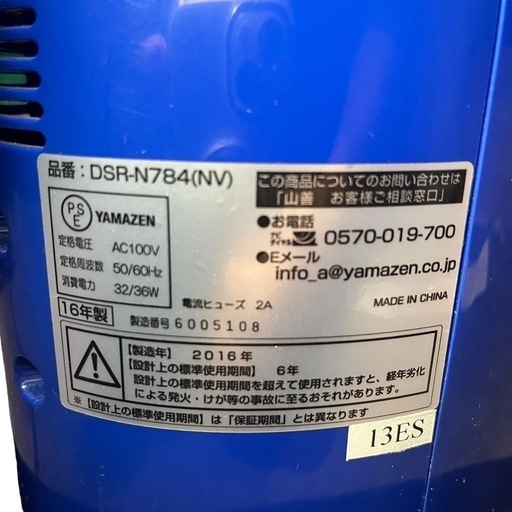 品番：DSR-N784(NV)
PSE YAMAZEN
定格電圧 AC100V
定格周波数 50/60Hz
消費電力 32/36W
この商品についてのお問い合わせは
「山善 お客様ご相談窓口」
●お電話
ナビダイヤル 0570-019-700
●Eメール
info_a@yamazen.co.jp
電流ヒューズ 2A
MADE IN CHINA
16年製 製造番号 6005108
【製造年】 2016年
【設計上の標準使用期間】 6年
【設計上の標準使用期間】を超えて使用されますと、経年劣化
による発火・けが等の事故に至るおそれがあります。
※【設計上の標準使用期間】は「保証期間」とは異なります
13ES